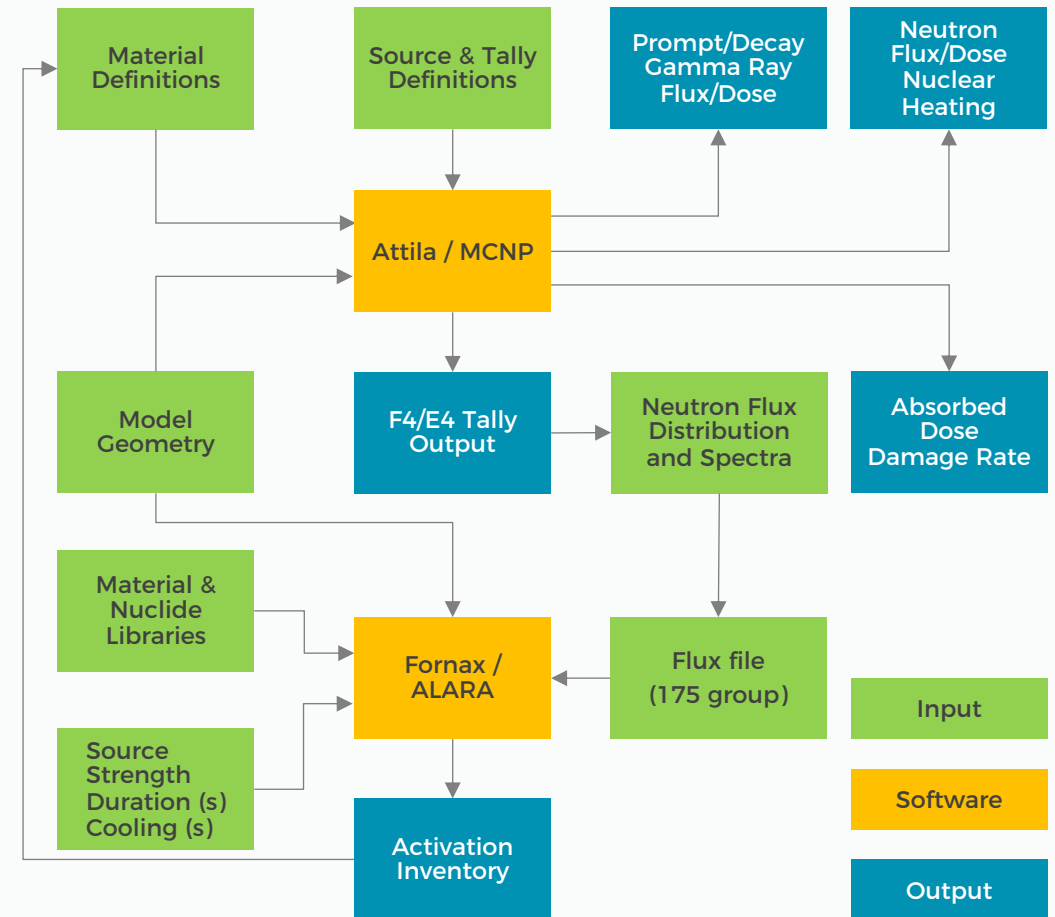 Material
Definitions
Source & Tally
Definitions
Prompt/Decay
Gamma Ray
Flux/Dose
Neutron
Flux/Dose
Nuclear
Heating
Attila / MCNP
Model
Geometry
F4/E4 Tally
Output
Neutron Flux
Distribution
and Spectra
Absorbed
Dose
Damage Rate
Material &
Nuclide
Libraries
Fornax /
ALARA
Flux file
(175 group)
Input
Source
Strength
Duration (s)
Cooling (s)
Software
Activation
Inventory
Output